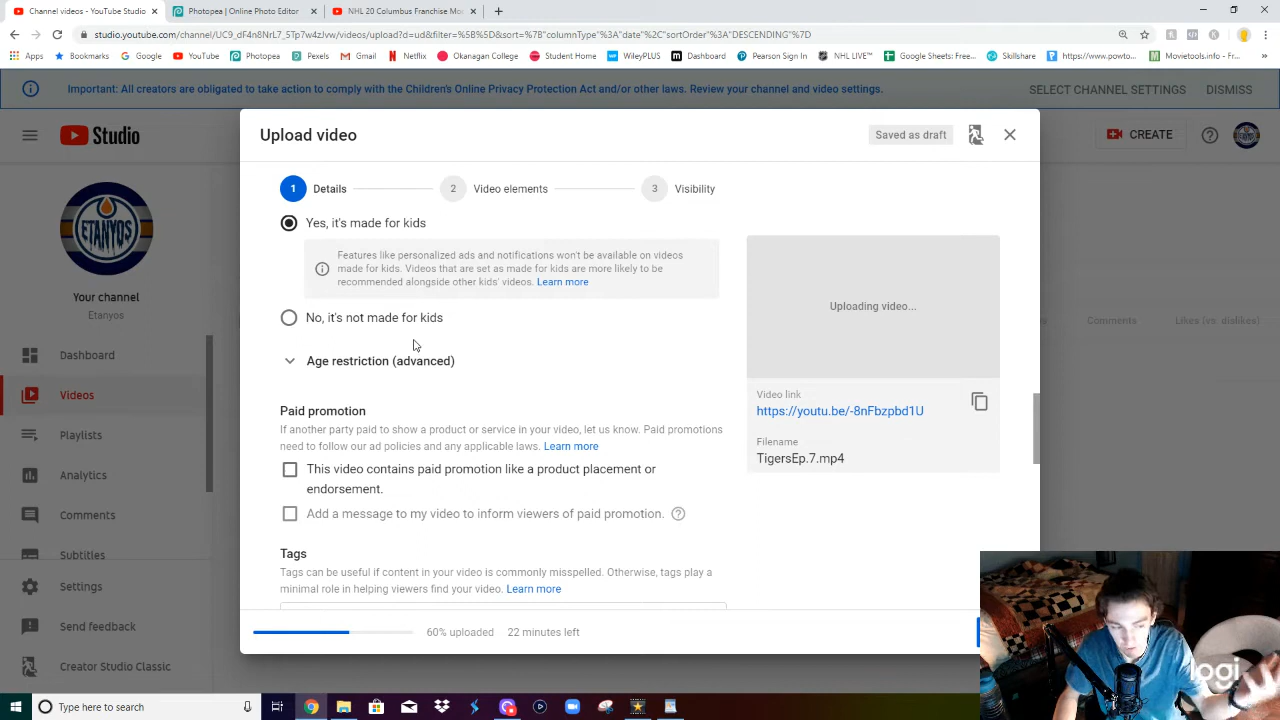 Channel videos - YouTube Studio
Photopea | Online Photo Editor
NHL 20 Columbus Franchise Mo
studio.youtube.com/channel/UC9_dF4n8NrL7_5Tp7w4zJvw/videos/upload?d=ud&filter=%5B%5D&sort=%7B"columnType"%3A"date"%2C"sortOrder"%3A"DESCENDING"%7D
Apps Bookmarks Google YouTube Photopea Gmail Netflix Okanagan College Student Home WileyPLUS Dashboard Pearson Sign In NHL LIVE™ Google Sheets: Free... Skillshare https://www.powto... Movietools.info - Fr...
Important: All creators are obligated to take action to comply with the Children's Online Privacy Protection Act and/or other laws. Review your channel and video settings. SELECT CHANNEL SETTINGS DISMISS
Studio
CREATE
Upload video
Saved as draft
1 Details 2 Video elements 3 Visibility
Yes, it's made for kids
Features like personalized ads and notifications won't be available on videos
made for kids. Videos that are set as made for kids are more likely to be
recommended alongside other kids' videos. Learn more
No, it's not made for kids
Age restriction (advanced)
Paid promotion
If another party paid to show a product or service in your video, let us know. Paid promotions
need to follow our ad policies and any applicable laws. Learn more
This video contains paid promotion like a product placement or
endorsement.
Add a message to my video to inform viewers of paid promotion.
Tags
Tags can be useful if content in your video is commonly misspelled. Otherwise, tags play a
minimal role in helping viewers find your video. Learn more
60% uploaded 22 minutes left
Uploading video...
Video link
https://youtu.be/-8nFbzpbd1U
Filename
TigersEp.7.mp4
Comments
Likes (vs. dislikes)
ETANYOS
Your channel
Etanyos
Dashboard
Videos
Playlists
Analytics
Comments
Subtitles
Settings
Send feedback
Creator Studio Classic
logi
Type here to search